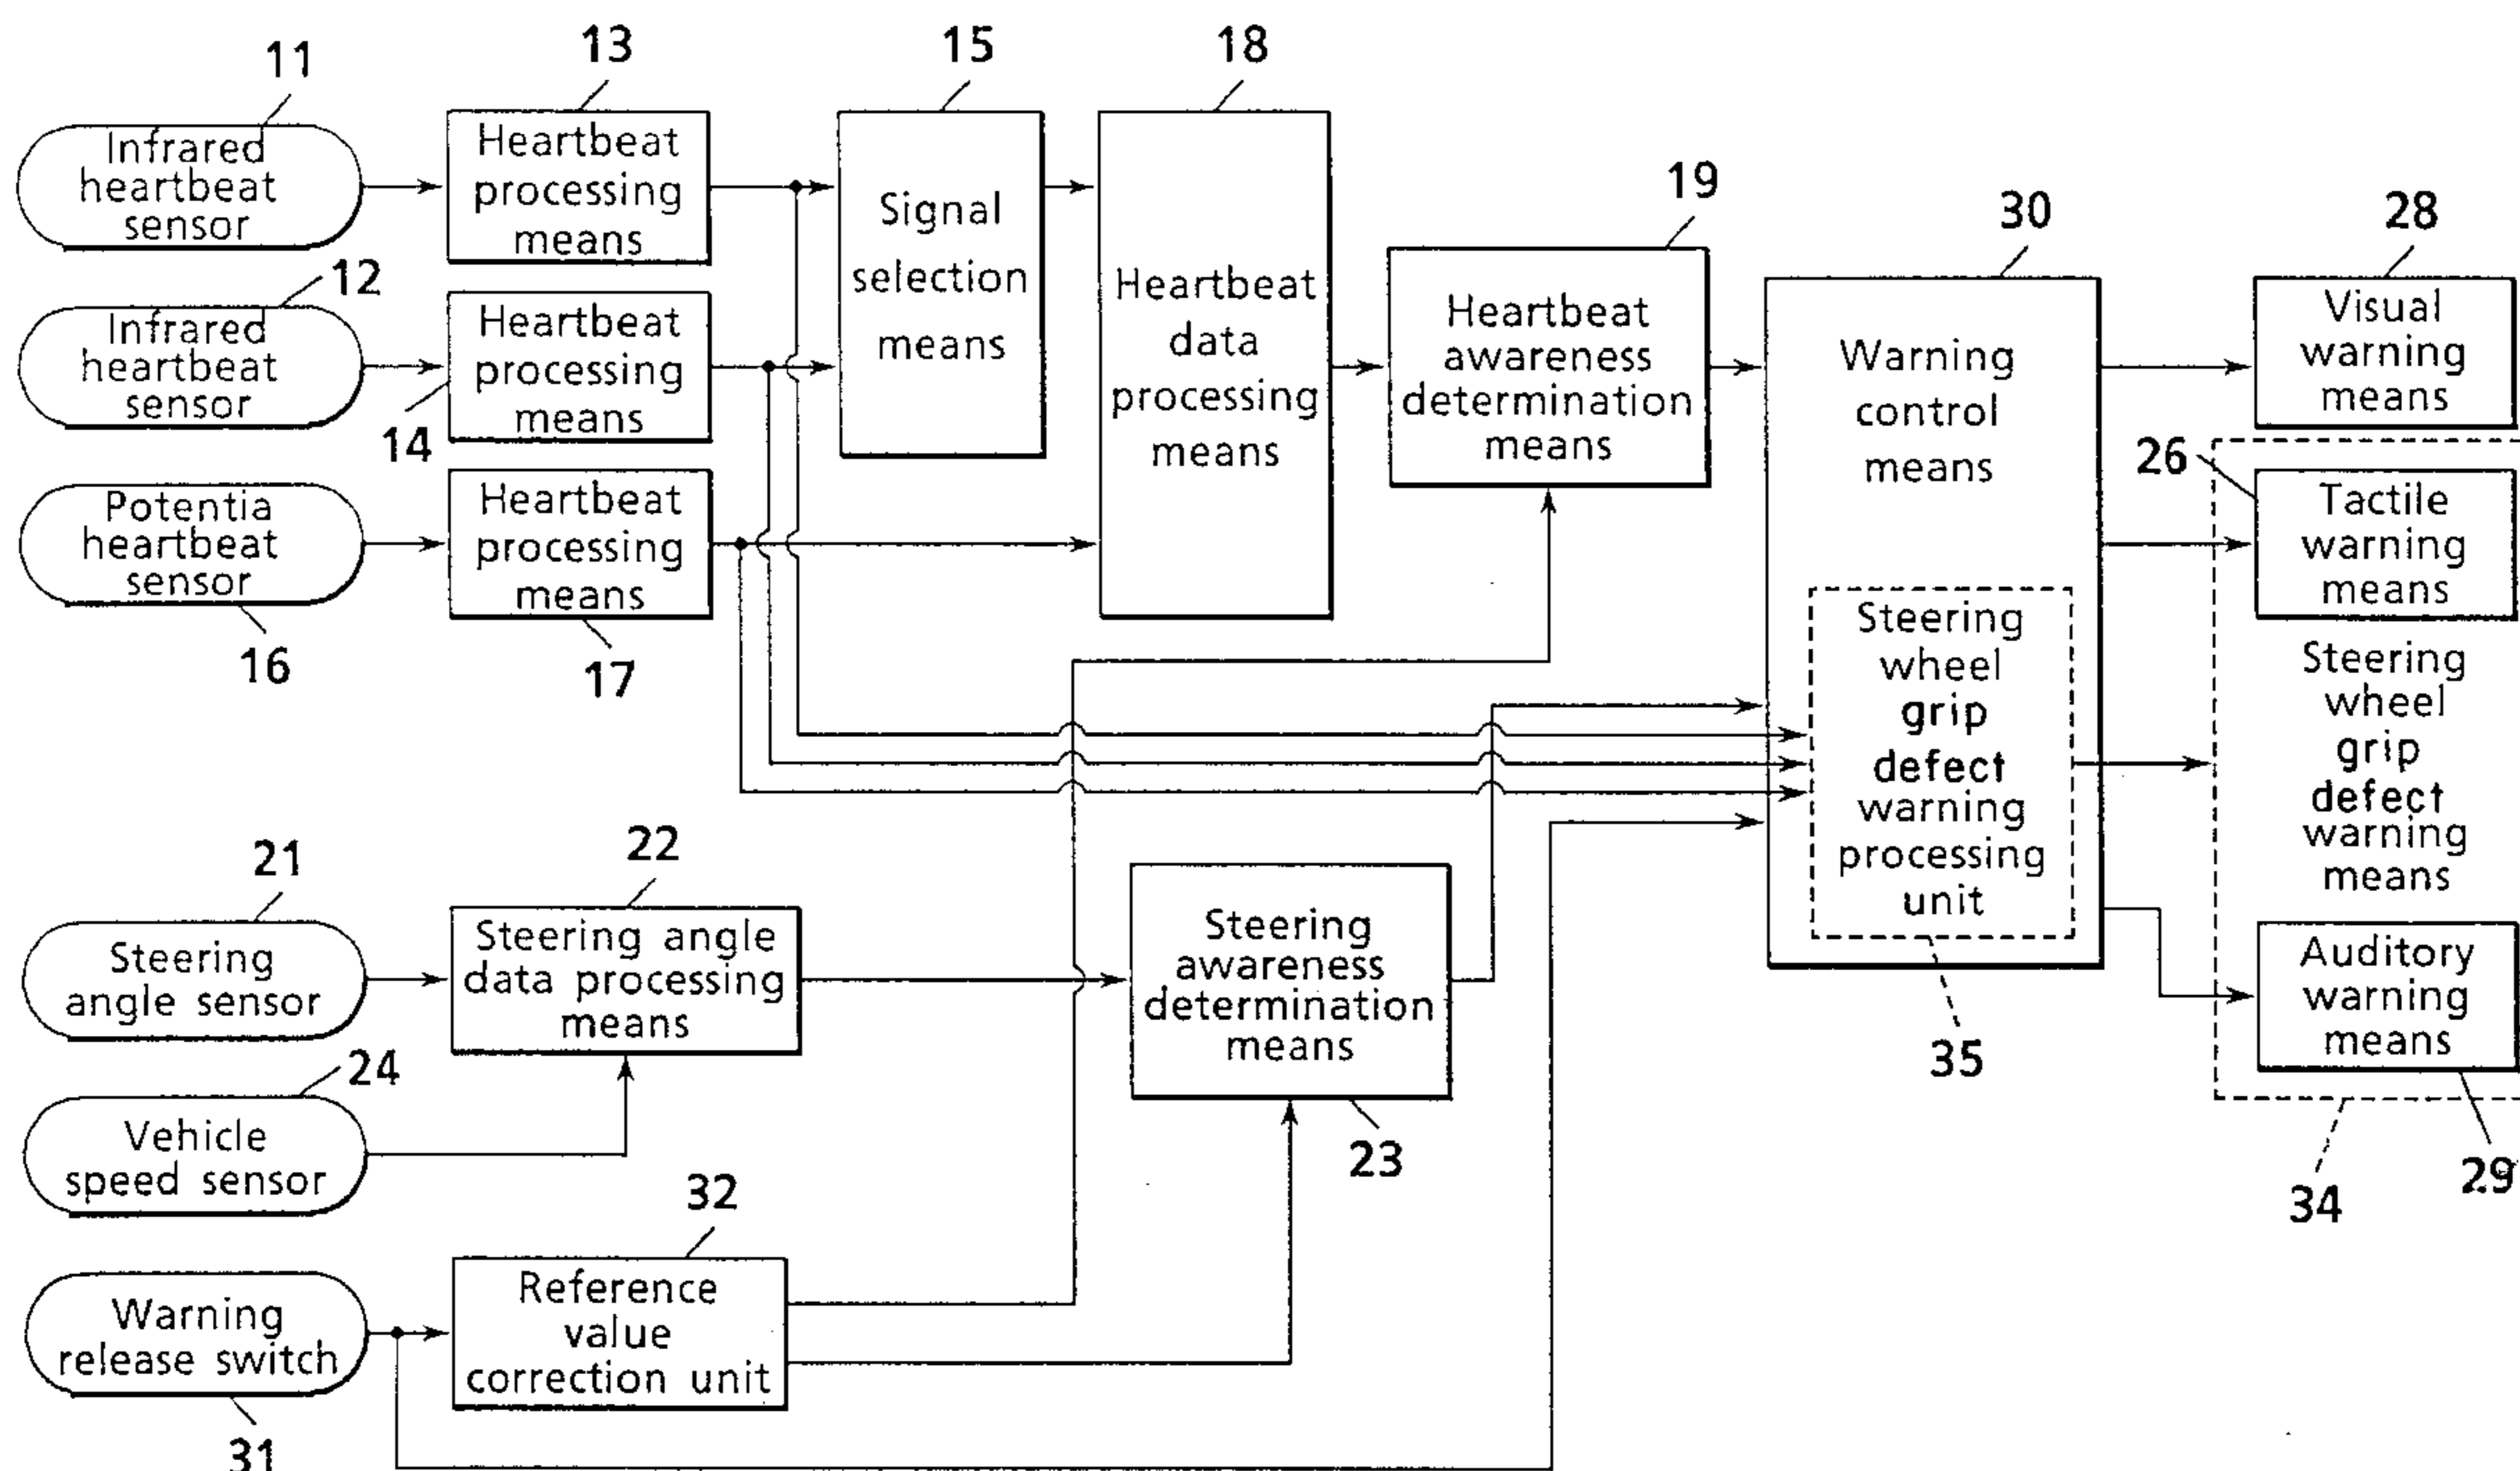 11
Infrared
heartbeat
sensor
13
Heartbeat
processing
means
15
Signal
selection
means
18
Heartbeat
data
processing
means
19
Heartbeat
awareness
determination
means
30
Warning
control
means
28
Visual
warning
means
12
Infrared
heartbeat
sensor
14
Heartbeat
processing
means
26
Tactile
warning
means
Potentia
heartbeat
sensor
16
Heartbeat
processing
means
17
Steering
wheel
grip
defect
warning
processing
unit
35
Steering
wheel
grip
defect
warning
means
34
21
Steering
angle sensor
22
Steering angle
data processing
means
Steering
awareness
determination
means
23
Auditory
warning
means
29
24
Vehicle
speed sensor
32
Reference
value
correction unit
Warning
release switch
31